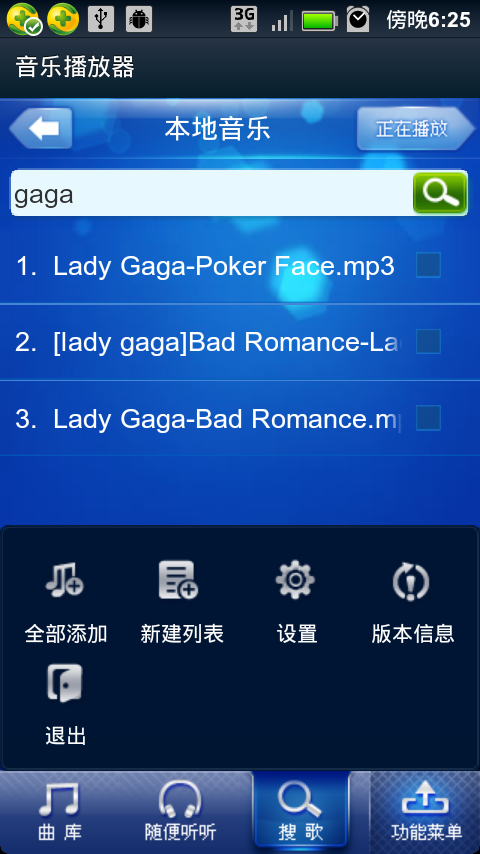 3G
傍晚6:25
音乐播放器
本地音乐
正在播放
gaga
1. Lady Gaga-Poker Face.mp3
2. [lady gaga]Bad Romance-La
3. Lady Gaga-Bad Romance.mp
全部添加 新建列表 设置 版本信息
退出
曲库 随便听听 搜歌 功能菜单